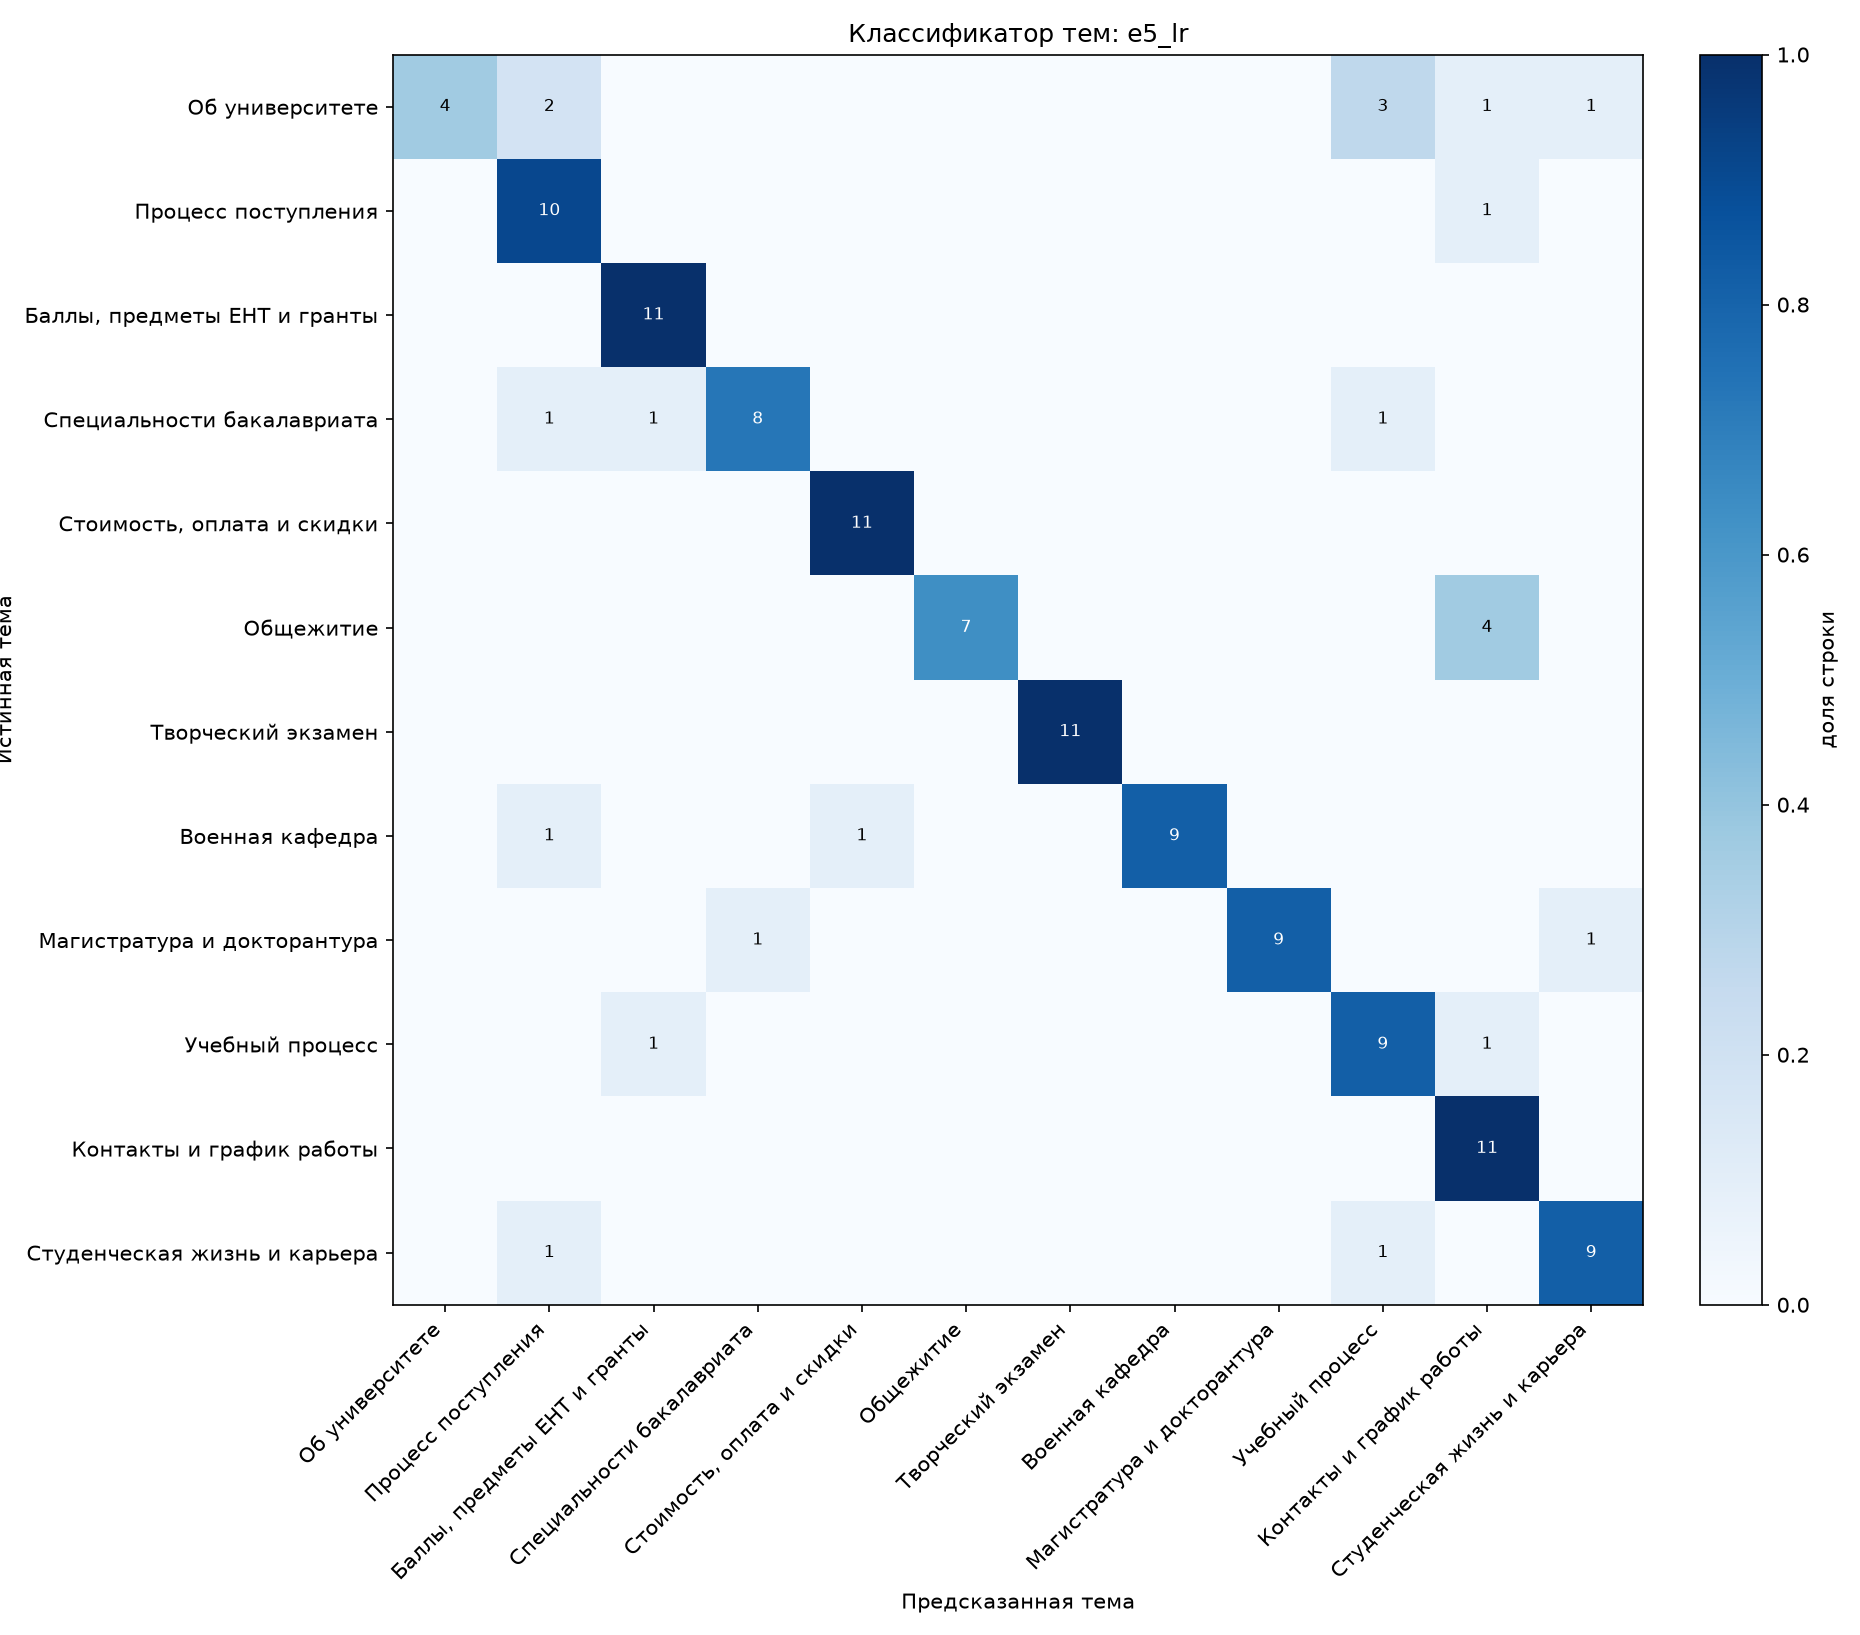 Классификатор тем: e5_lr
Об университете 4 2 3 1 1
Процесс поступления 10 1
Баллы, предметы ЕНТ и гранты 11
Специальности бакалавриата 1 1 8 1
Стоимость, оплата и скидки 11
Общежитие 7 4
Творческий экзамен 11
Военная кафедра 1 1 9
Магистратура и докторантура 1 9 1
Учебный процесс 1 9 1
Контакты и график работы 11
Студенческая жизнь и карьера 1 1 9
Истинная тема
Об университете
Процесс поступления
Баллы, предметы ЕНТ и гранты
Специальности бакалавриата
Стоимость, оплата и скидки
Общежитие
Творческий экзамен
Военная кафедра
Магистратура и докторантура
Учебный процесс
Контакты и график работы
Студенческая жизнь и карьера
Предсказанная тема
1.0
0.8
0.6
0.4
0.2
0.0
доля строки